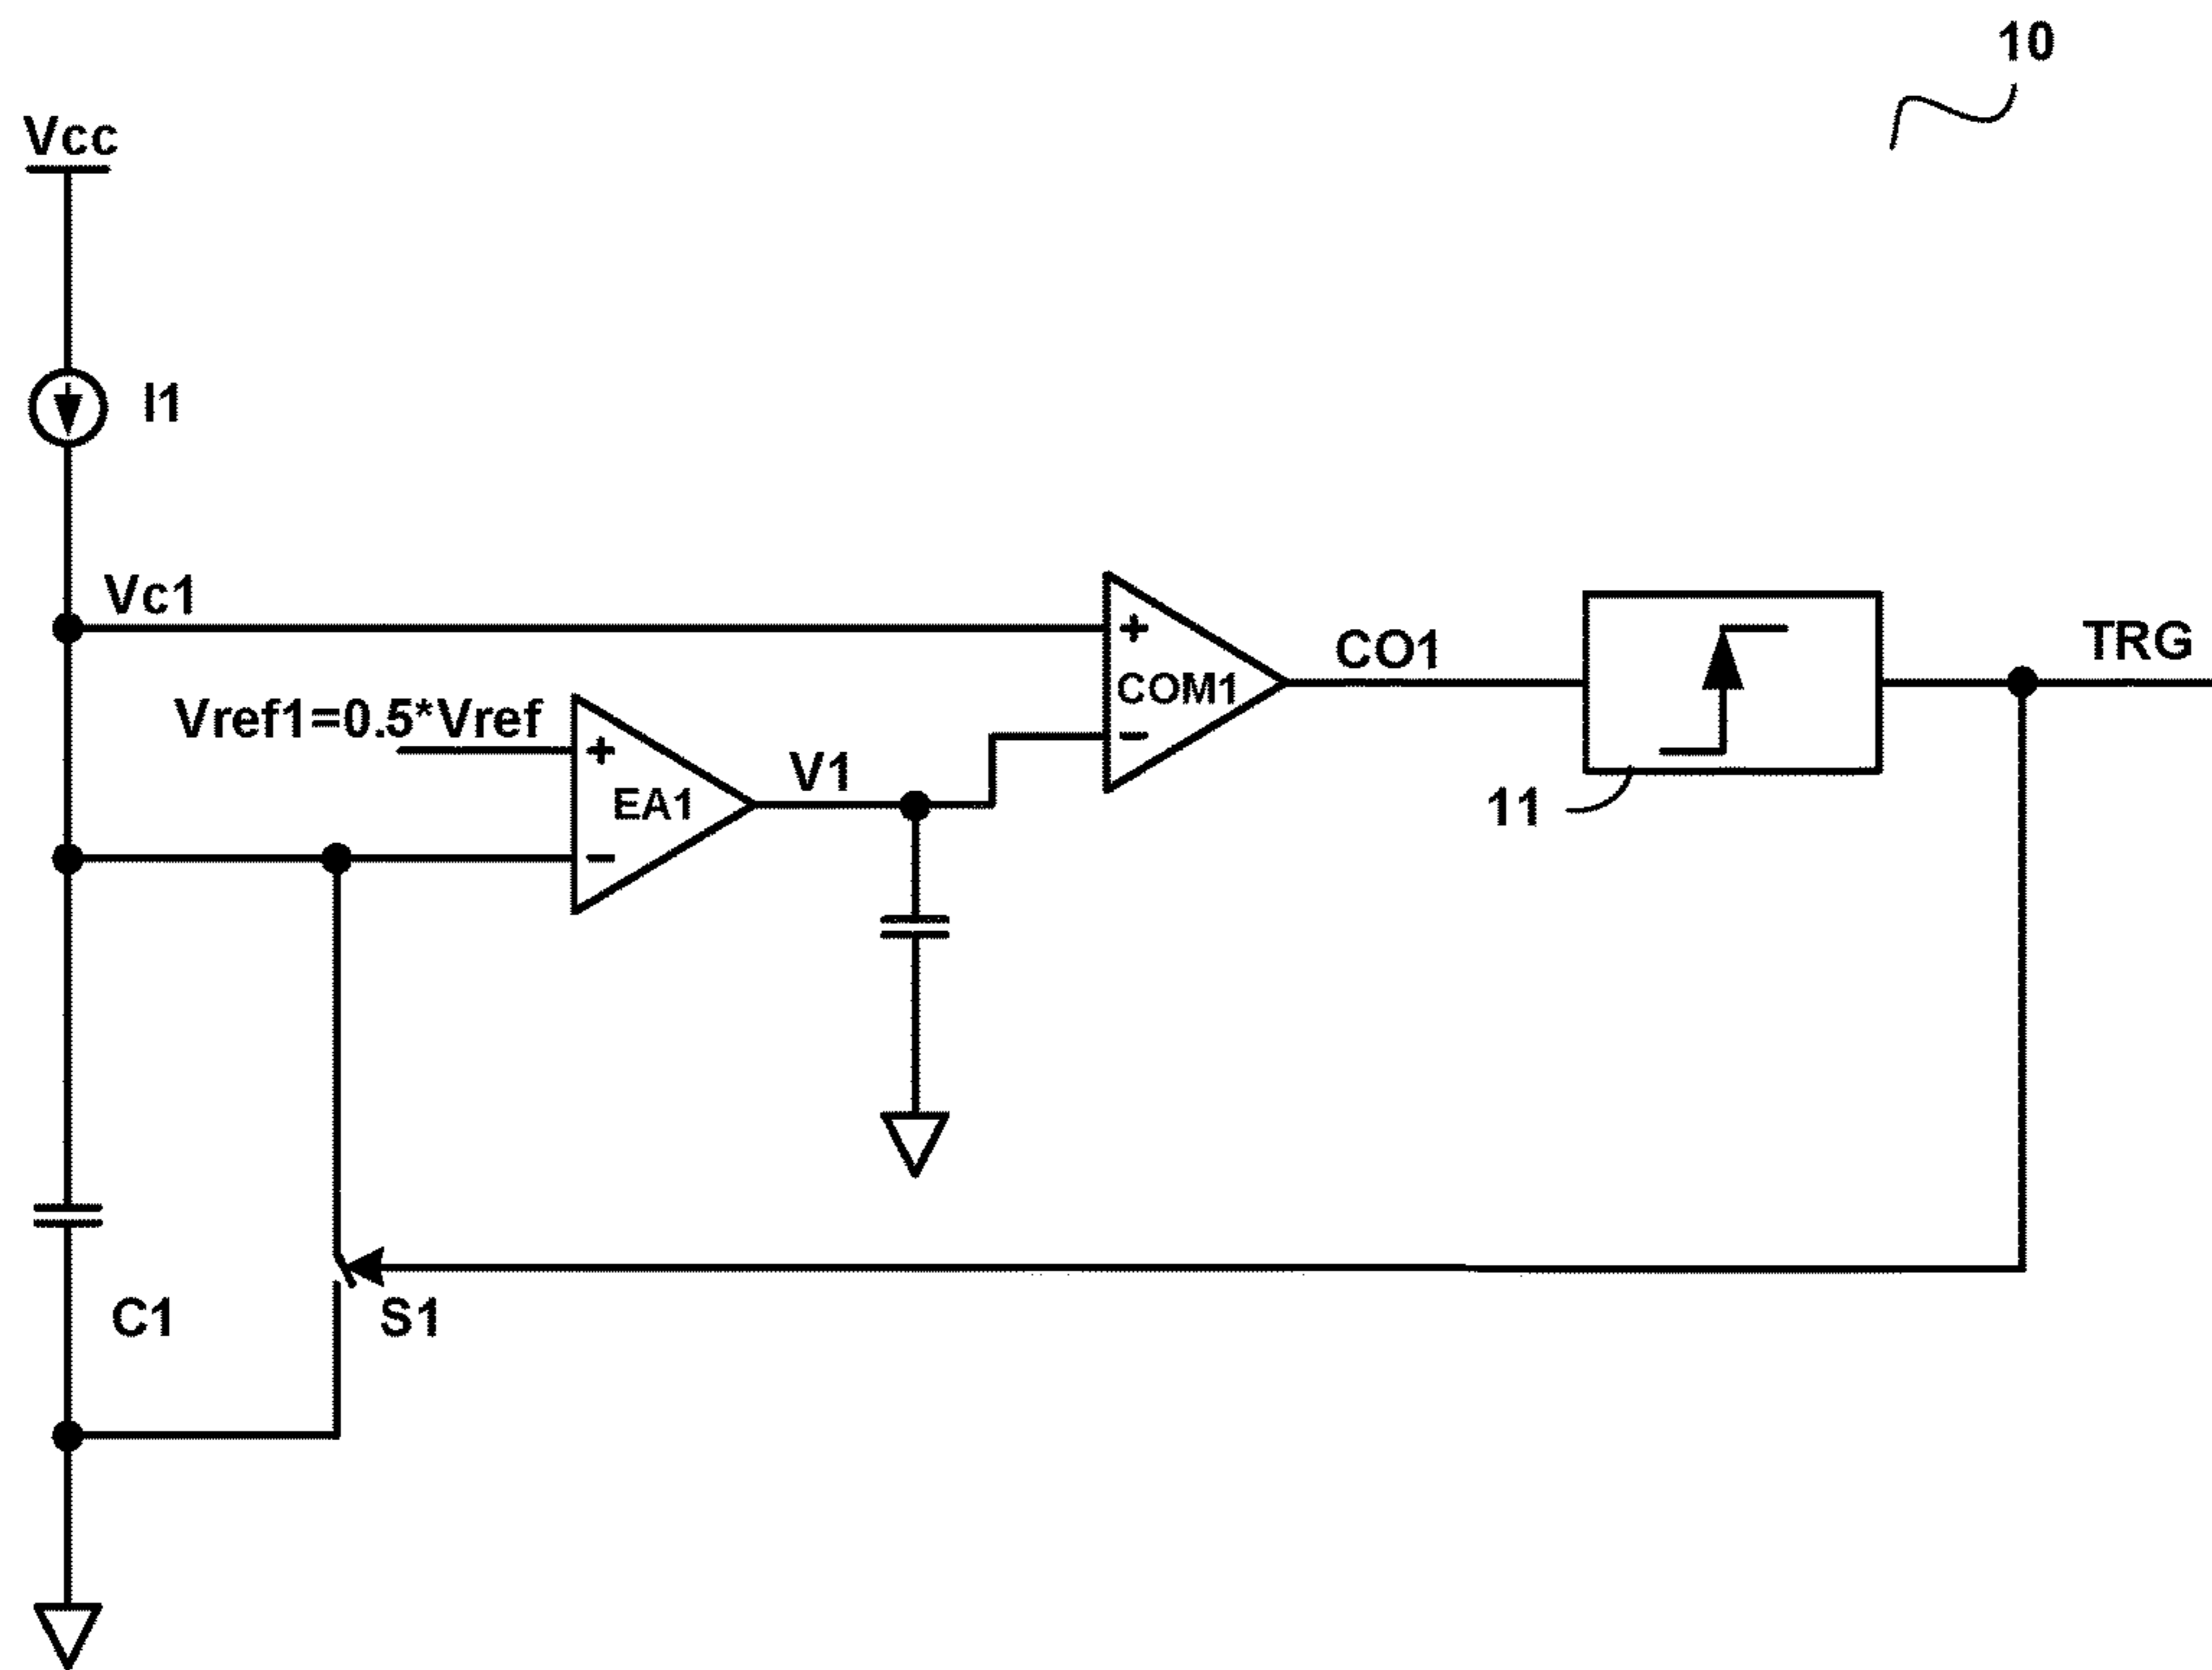 10
Vcc
I1
Vc1
CO1
TRG
COM1
Vref1=0.5*Vref
V1
EA1
11
C1
S1